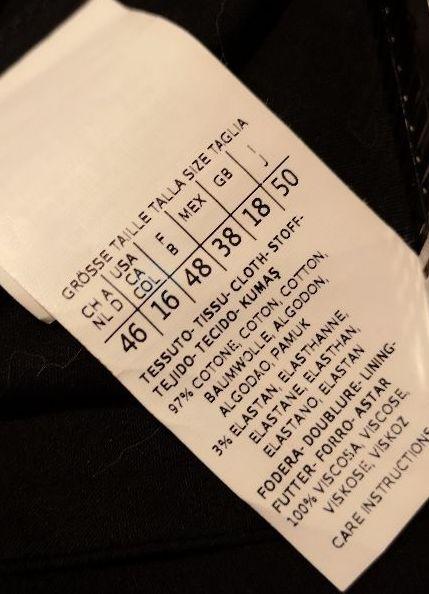 GRÖSSE TAILLE TALLA SIZE TAGLIA
CH A USA F MEX GB J
NL D CA B
COL
46 16 48 38 18 50
TESSUTO-TISSU-CLOTH-STOFF-
TEJIDO-TECIDO-KUMAŞ
97% COTONE, COTON, COTTON,
BAUMWOLLE, ALGODON,
ALGODAO, PAMUK
3% ELASTAN, ELASTHANNE,
ELASTANE, ELASTHAN,
ELASTANO, ELASTAN
FODERA-DOUBLURE-LINING-
FUTTER-FORRO-ASTAR
100% VISCOSA, VISCOSE,
VISKOSE, VISKOZ
CARE INSTRUCTIONS